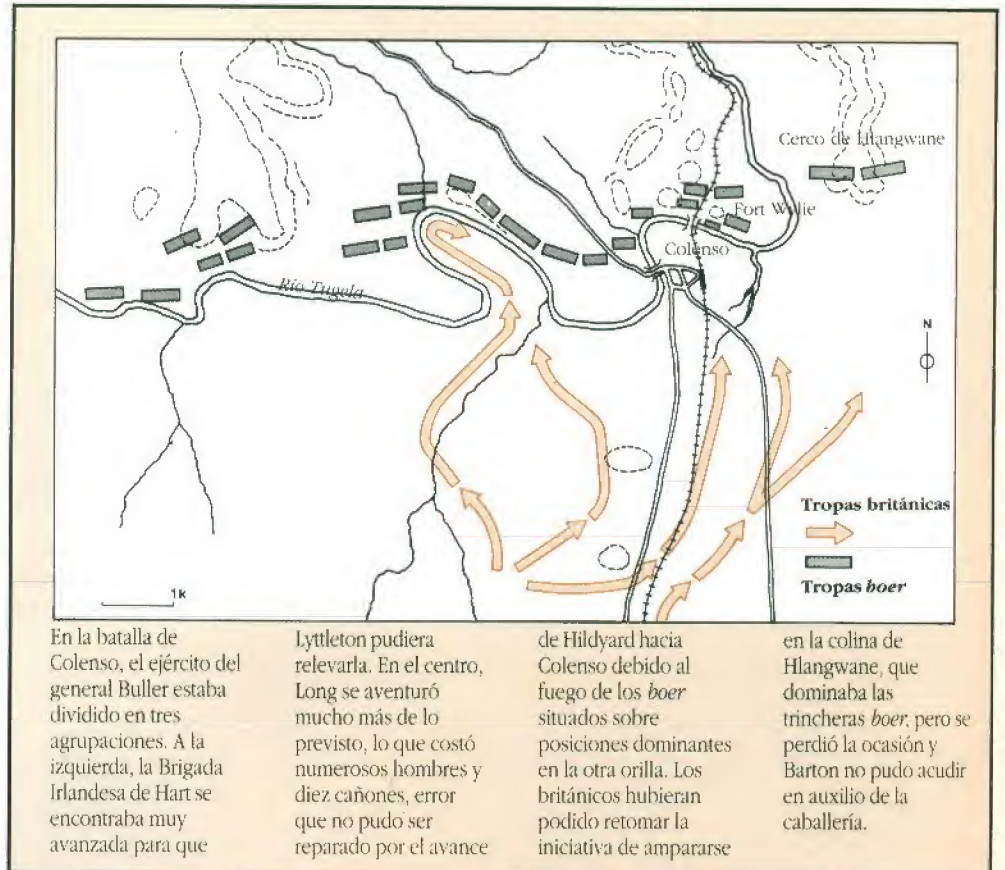 Cerco de Hlangwane
Fort Wylie
Colenso
Río Tugela
N
Tropas británicas
Tropas boer
1k
En la batalla de
Colenso, el ejército del
general Buller estaba
dividido en tres
agrupaciones. A la
izquierda, la Brigada
Irlandesa de Hart se
encontraba muy
avanzada para que
Lyttleton pudiera
relevarla. En el centro,
Long se aventuró
mucho más de lo
previsto, lo que costó
numerosos hombres y
diez cañones, error
que no pudo ser
reparado por el avance
de Hildyard hacia
Colenso debido al
fuego de los boer
situados sobre
posiciones dominantes
en la otra orilla. Los
británicos hubieran
podido retomar la
iniciativa de ampararse
en la colina de
Hlangwane, que
dominaba las
trincheras boer, pero se
perdió la ocasión y
Barton no pudo acudir
en auxilio de la
caballería.